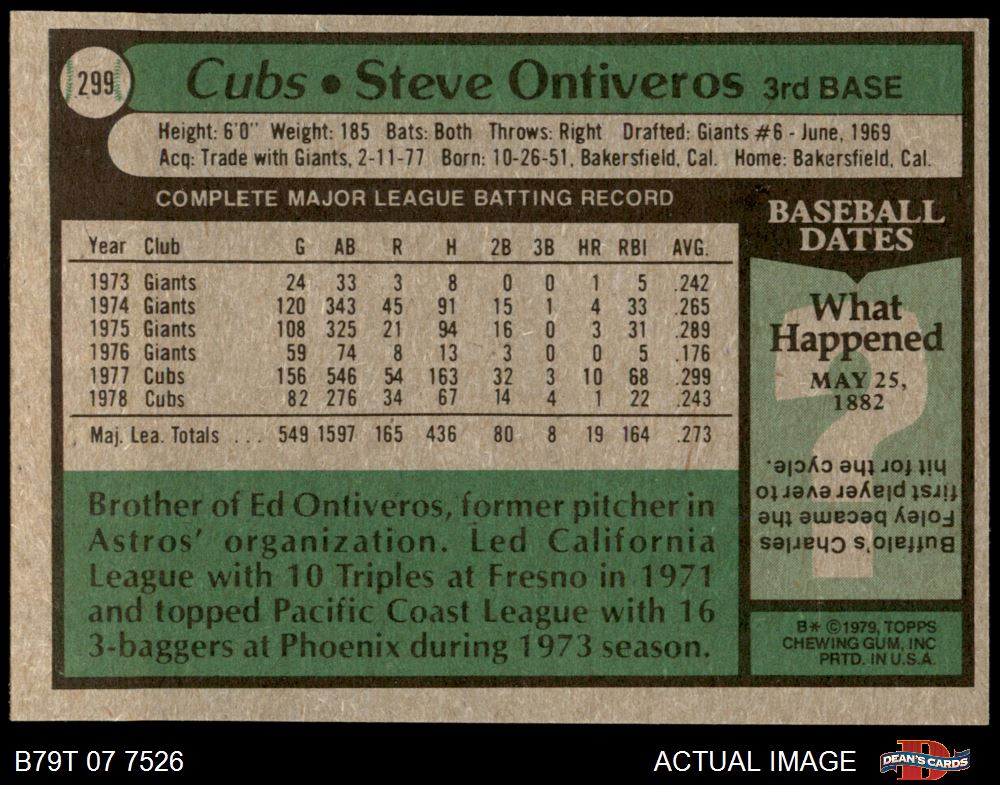 299
Cubs • Steve Ontiveros 3rd BASE
Height: 6'0" Weight: 185 Bats: Both Throws: Right Drafted: Giants #6 - June, 1969
Acq: Trade with Giants, 2-11-77 Born: 10-26-51, Bakersfield, Cal. Home: Bakersfield, Cal.
COMPLETE MAJOR LEAGUE BATTING RECORD
Year Club G AB R H 2B 3B HR RBI AVG.
1973 Giants 24 33 3 8 0 0 1 5 .242
1974 Giants 120 343 45 91 15 1 4 33 .265
1975 Giants 108 325 21 94 16 0 3 31 .289
1976 Giants 59 74 8 13 3 0 0 5 .176
1977 Cubs 156 546 54 163 32 3 10 68 .299
1978 Cubs 82 276 34 67 14 4 1 22 .243
Maj. Lea. Totals . . . 549 1597 165 436 80 8 19 164 .273
Brother of Ed Ontiveros, former pitcher in
Astros' organization. Led California
League with 10 Triples at Fresno in 1971
and topped Pacific Coast League with 16
3-baggers at Phoenix during 1973 season.
BASEBALL
DATES
What
Happened
MAY 25,
1882
Buffalo's Charles
Foley became the
first player ever to
hit for the cycle.
B* ©1979, TOPPS
CHEWING GUM, INC
PRTD. IN U.S.A.
B79T 07 7526
ACTUAL IMAGE
D
DEAN'S CARDS